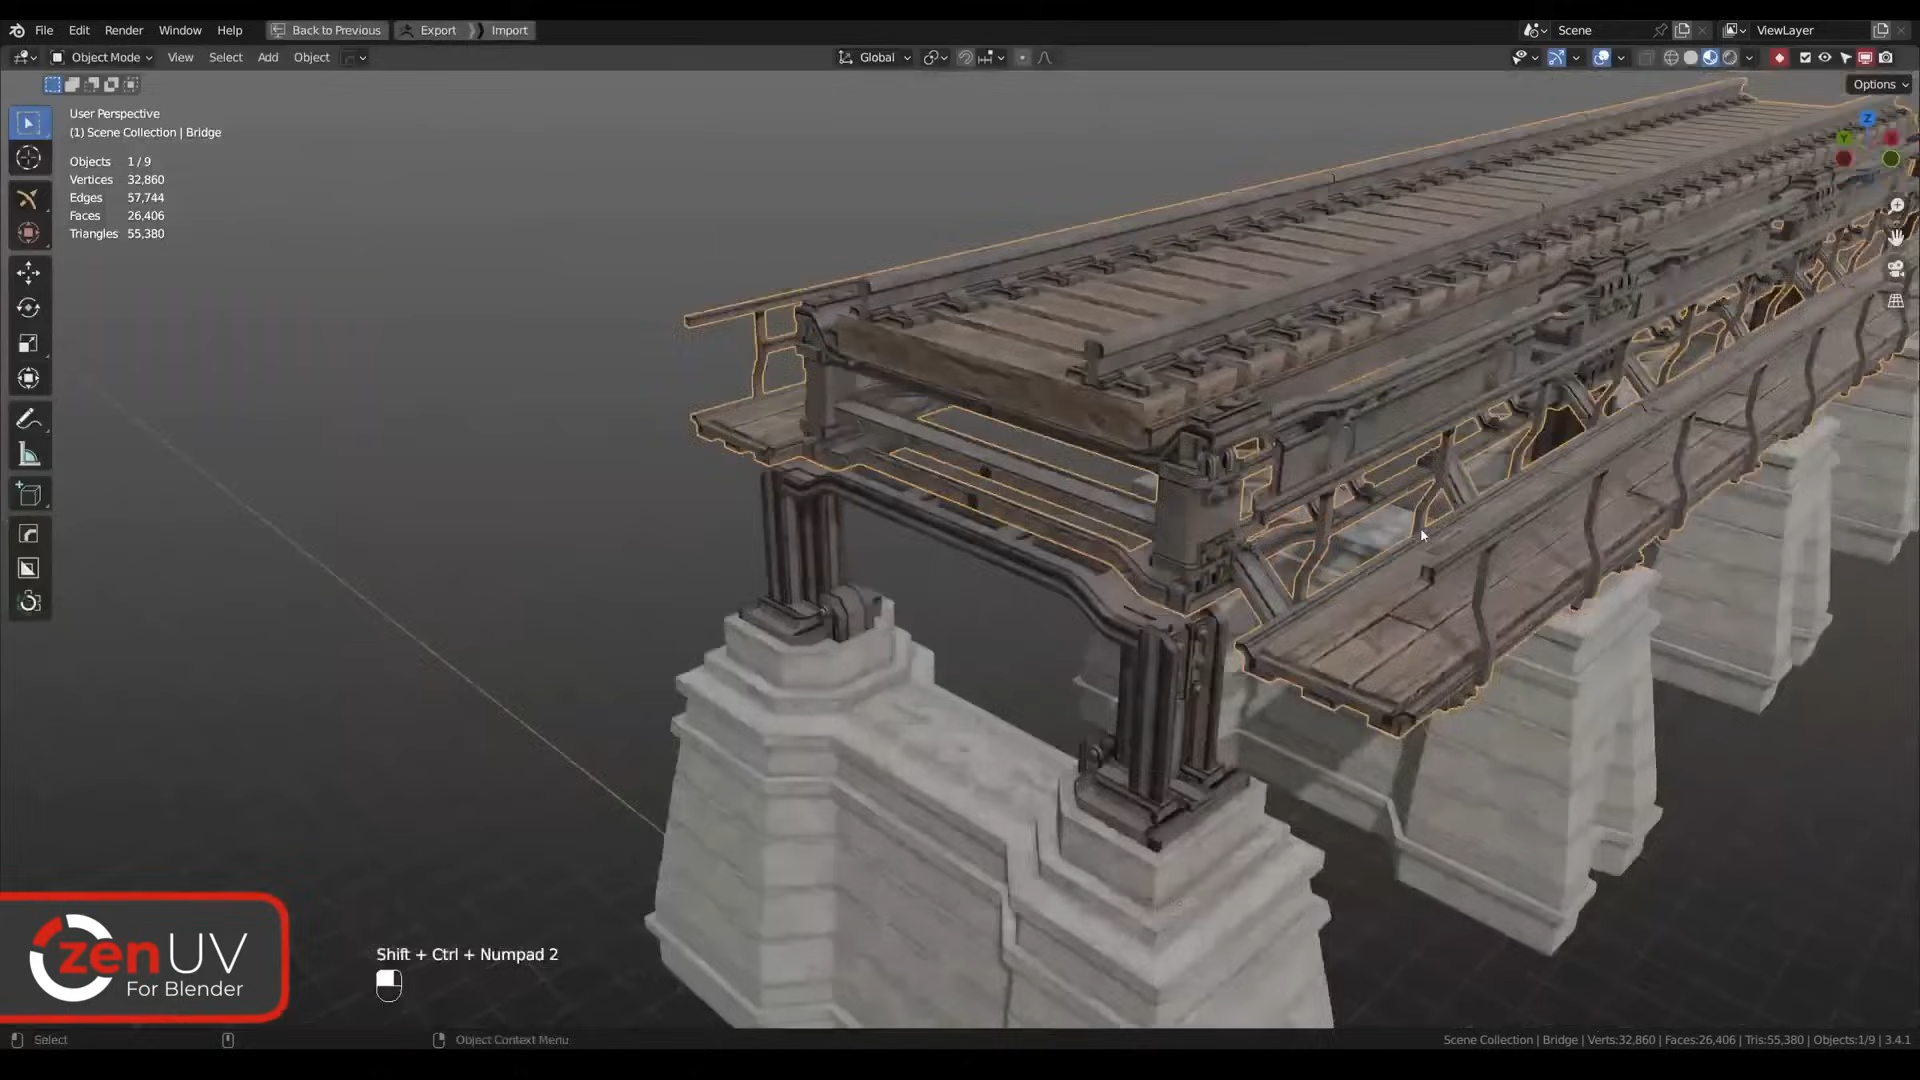 File Edit Render Window Help Back to Previous Export Import Scene ViewLayer
Object Mode View Select Add Object Global
Options
User Perspective
(1) Scene Collection | Bridge
Objects 1 / 9
Vertices 32,860
Edges 57,744
Faces 26,406
Triangles 55,380
Z
Y
zen UV
For Blender
Shift + Ctrl + Numpad 2
Select Object Context Menu Scene Collection | Bridge | Verts:32,860 | Faces:26,406 | Tris:55,380 | Objects:1/9 | 3.4.1